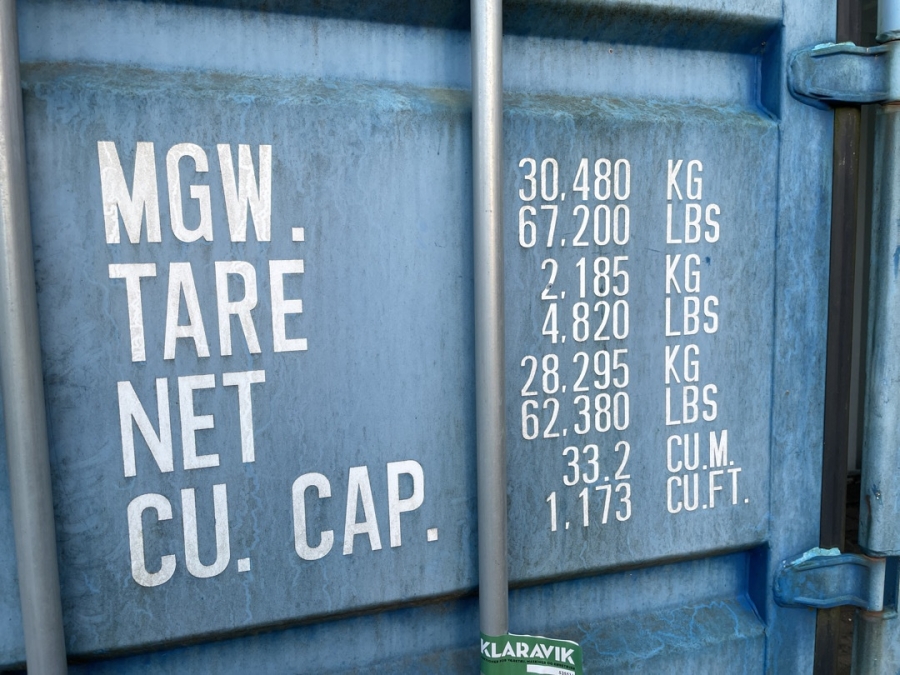 MGW. 30,480 KG
67,200 LBS
TARE 2,185 KG
4,820 LBS
NET 28,295 KG
62,380 LBS
CU. CAP. 33.2 CU.M.
1,173 CU.FT.
KLARAVIK